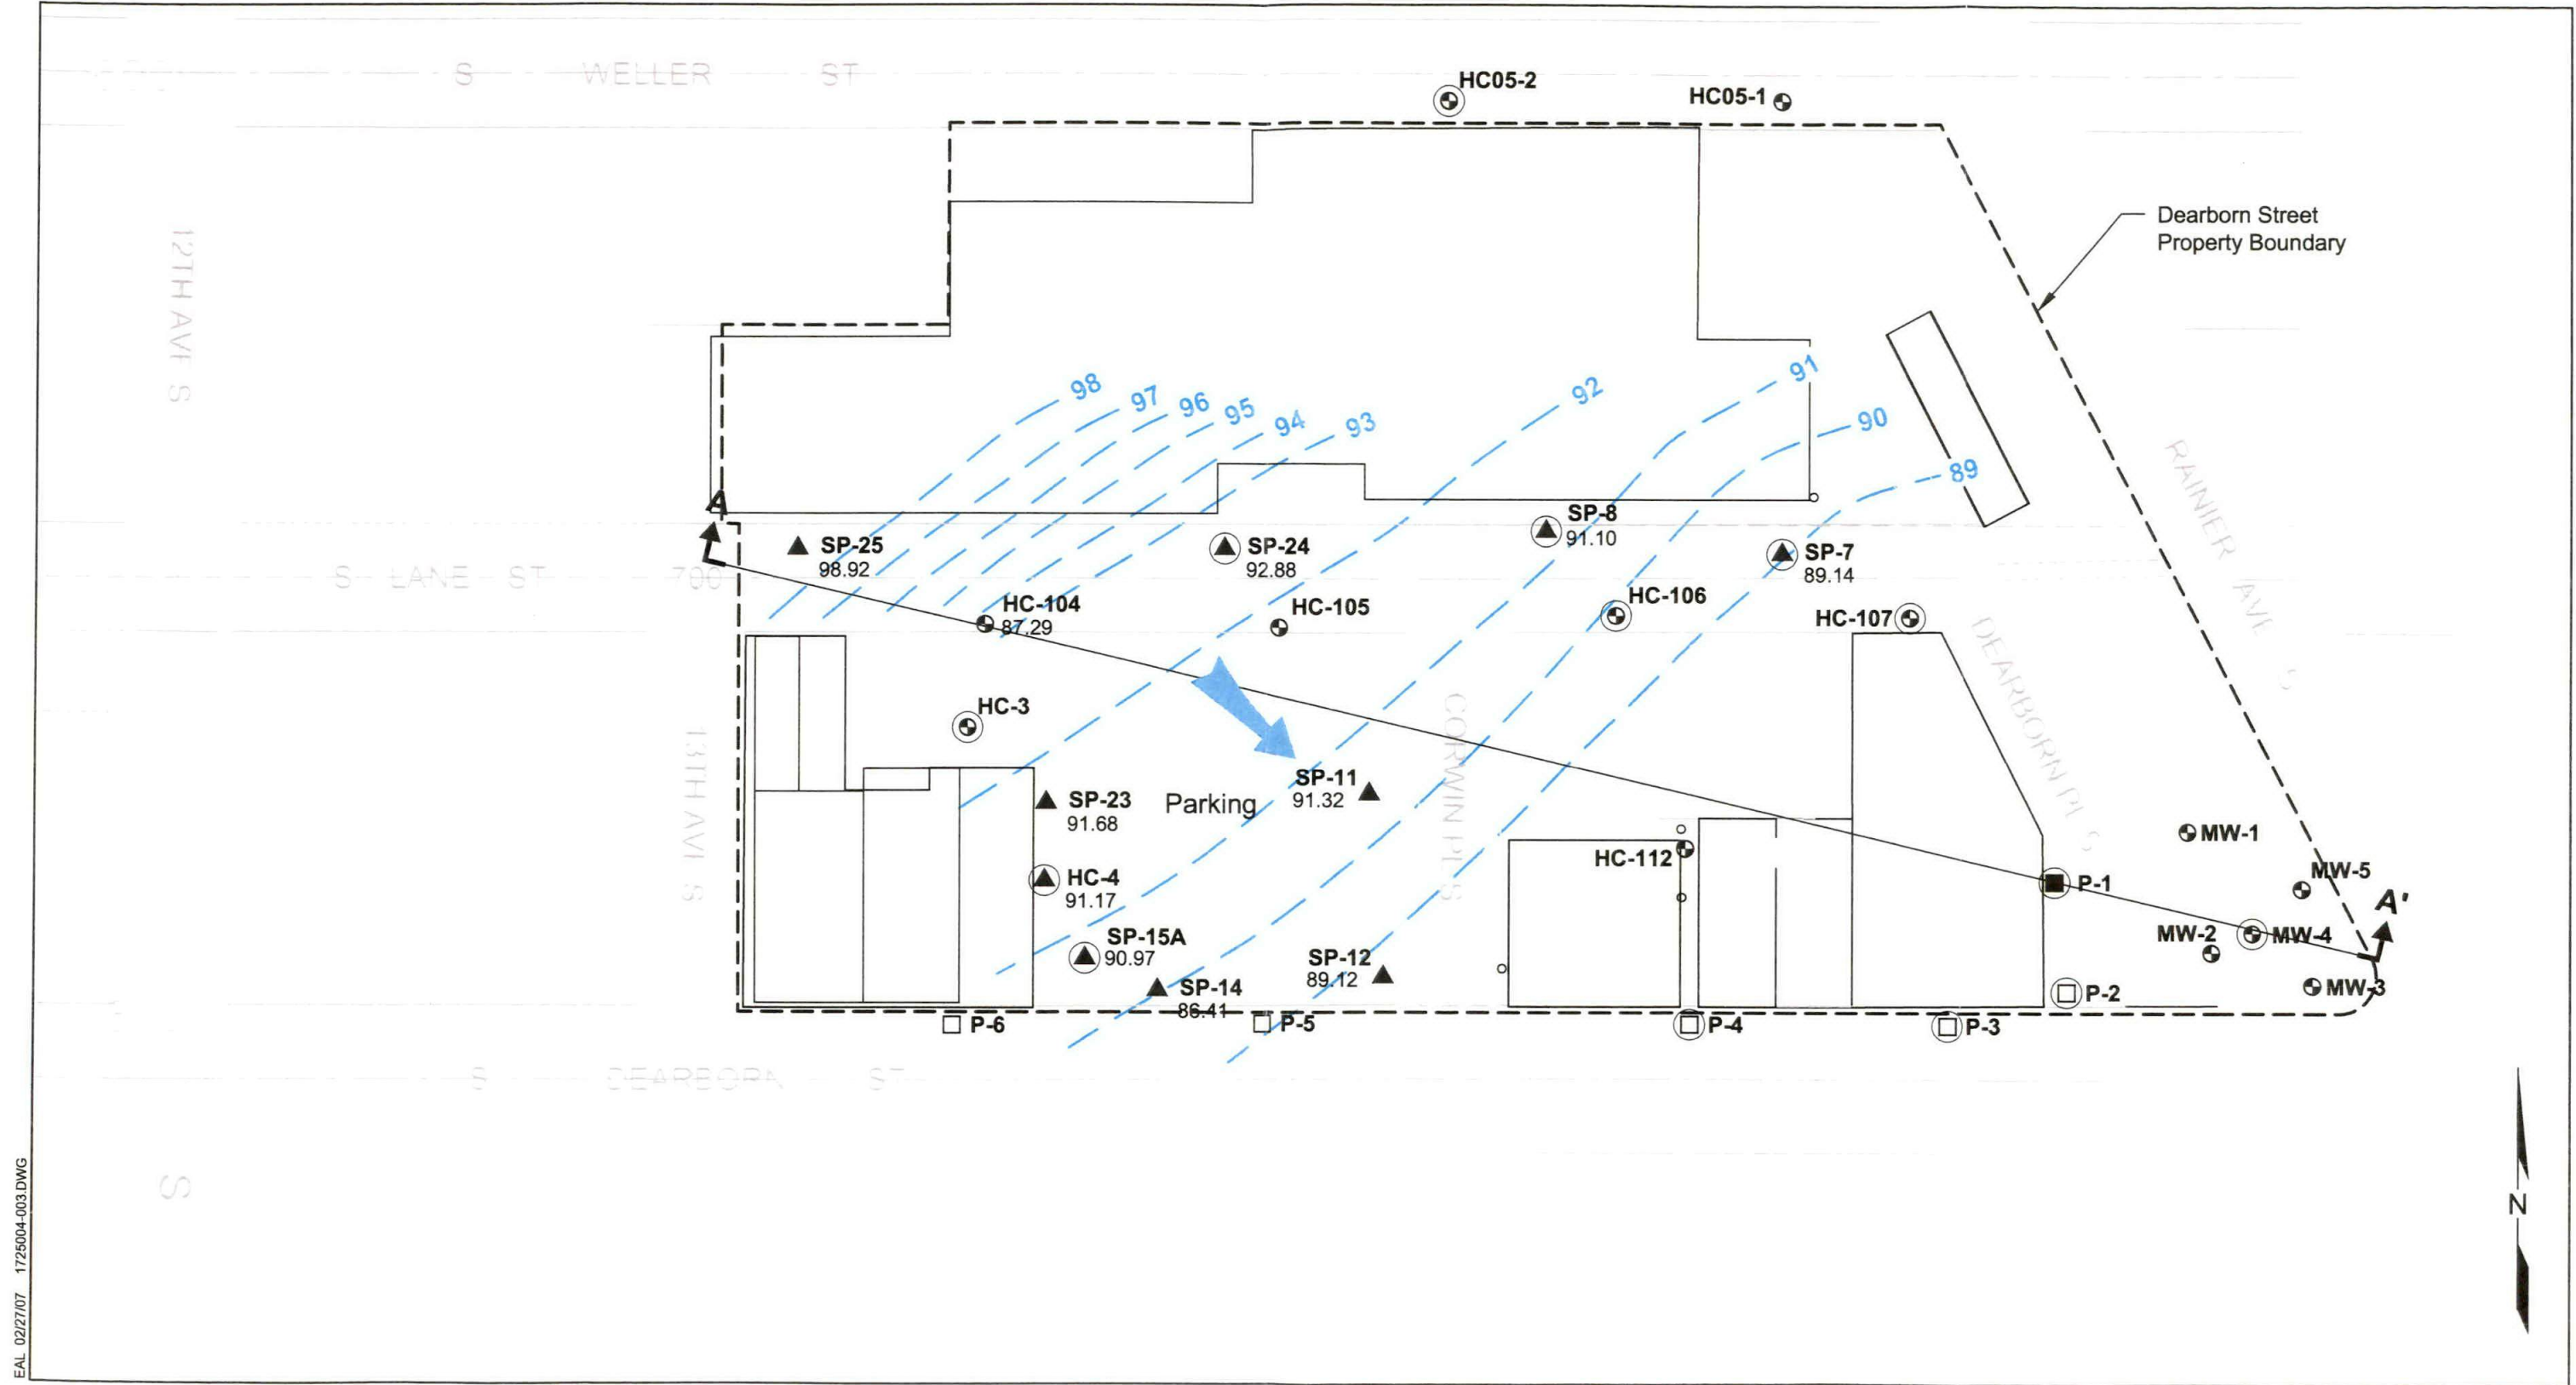 S WELLER ST
HC05-2
HC05-1
Dearborn Street
Property Boundary
12TH AVE S
98
97
96
95
94
93
92
91
90
89
RAINIER AVE S
A
SP-25
98.92
SP-24
92.88
SP-8
91.10
SP-7
89.14
S LANE ST
700
HC-104
87.29
HC-105
HC-106
HC-107
DEARBORN PL S
HC-3
CORWIN PL S
13TH AVE S
SP-11
91.32
SP-23
91.68
Parking
HC-112
MW-1
HC-4
91.17
P-1
MW-5
A'
SP-15A
90.97
SP-12
89.12
MW-2
MW-4
SP-14
86.41
P-2
MW-3
P-6
P-5
P-4
P-3
S DEARBORN ST
S
N
EAL 02/27/07 1725004-003.DWG